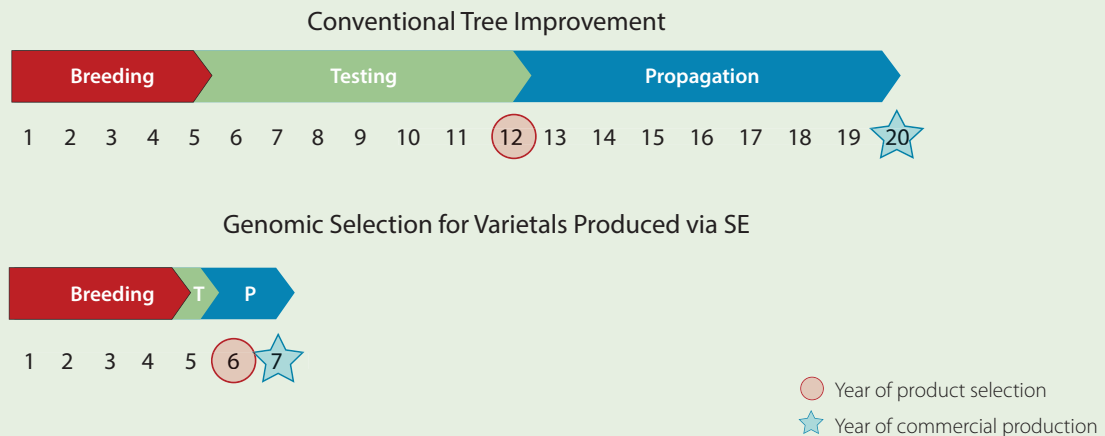 Conventional Tree Improvement
Breeding Testing Propagation
1 2 3 4 5 6 7 8 9 10 11 12 13 14 15 16 17 18 19 20
Genomic Selection for Varietals Produced via SE
Breeding T P
1 2 3 4 5 6 7
Year of product selection
Year of commercial production